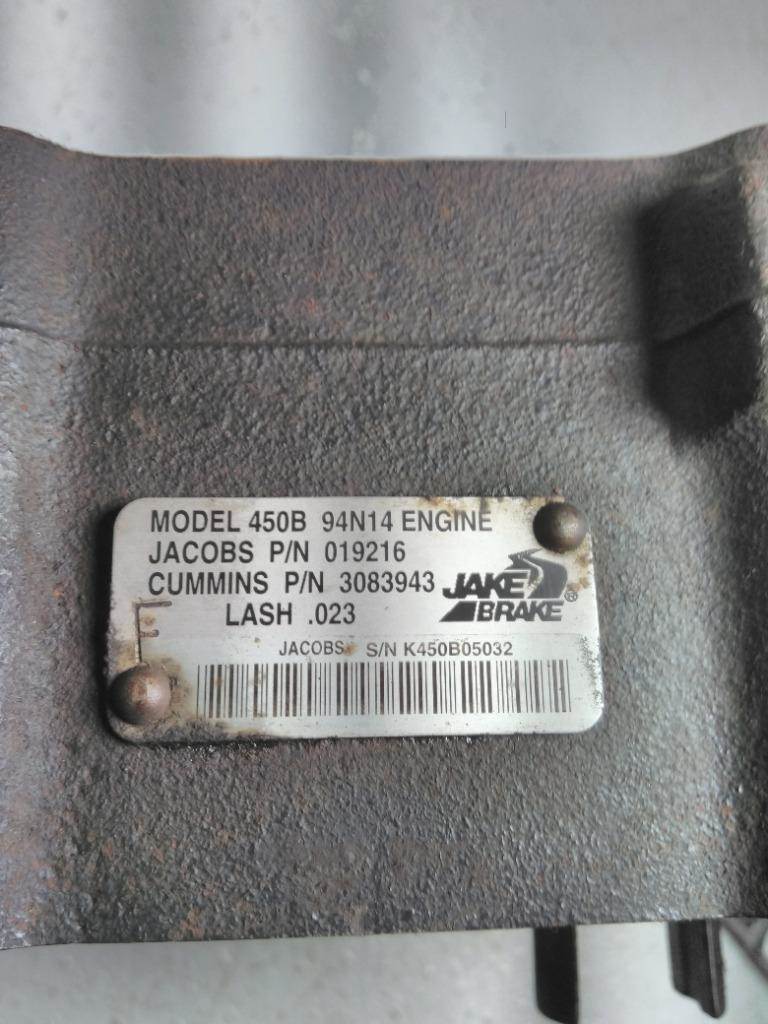 MODEL 450B 94N14 ENGINE
JACOBS P/N 019216
CUMMINS P/N 3083943
LASH .023
JAKE
BRAKE ®
JACOBS S/N K450B05032